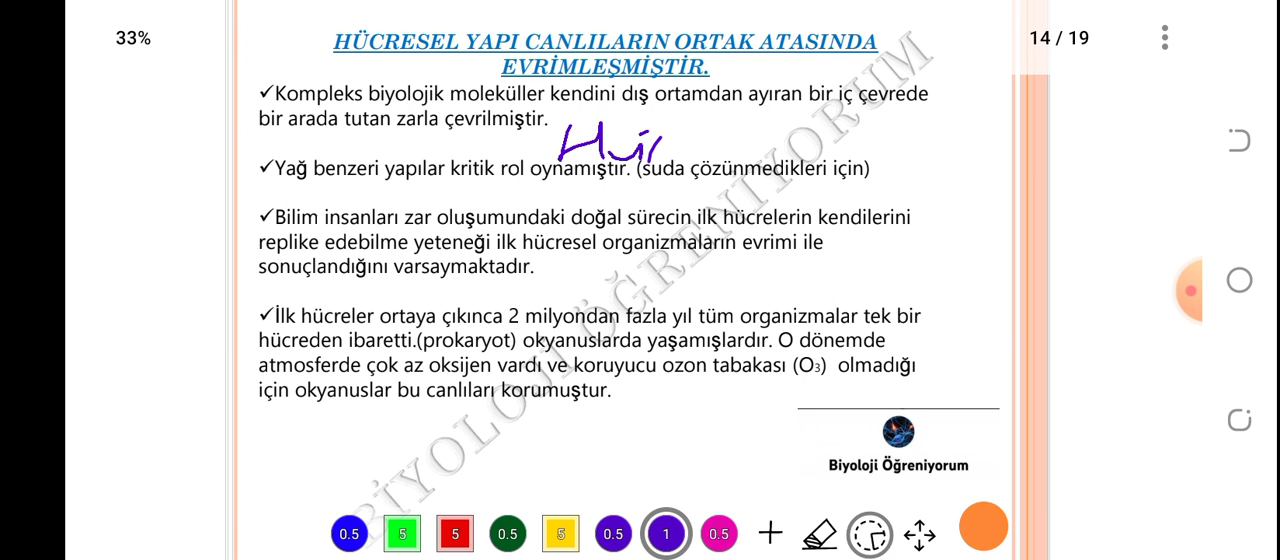 33%
HÜCRESEL YAPI CANLILARIN ORTAK ATASINDA
EVRİMLEŞMİŞTİR.
14 / 19
✓Kompleks biyolojik moleküller kendini dış ortamdan ayıran bir iç çevrede
bir arada tutan zarla çevrilmiştir.
✓Yağ benzeri yapılar kritik rol oynamıştır. (suda çözünmedikleri için)
✓Bilim insanları zar oluşumundaki doğal sürecin ilk hücrelerin kendilerini
replike edebilme yeteneği ilk hücresel organizmaların evrimi ile
sonuçlandığını varsaymaktadır.
✓İlk hücreler ortaya çıkınca 2 milyondan fazla yıl tüm organizmalar tek bir
hücreden ibaretti.(prokaryot) okyanuslarda yaşamışlardır. O dönemde
atmosferde çok az oksijen vardı ve koruyucu ozon tabakası (O₃) olmadığı
için okyanuslar bu canlıları korumuştur.
BİYOLOJİ ÖĞRENİYORUM
Biyoloji Öğreniyorum
0.5 5 5 0.5 5 0.5 1 0.5